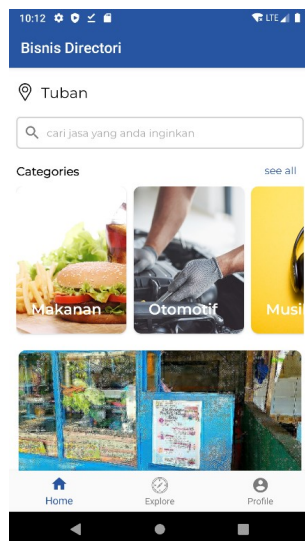 10:12
LTE
Bisnis Directori
Tuban
cari jasa yang anda inginkan
Categories
see all
Makanan
Otomotif
Musi
Home
Explore
Profile